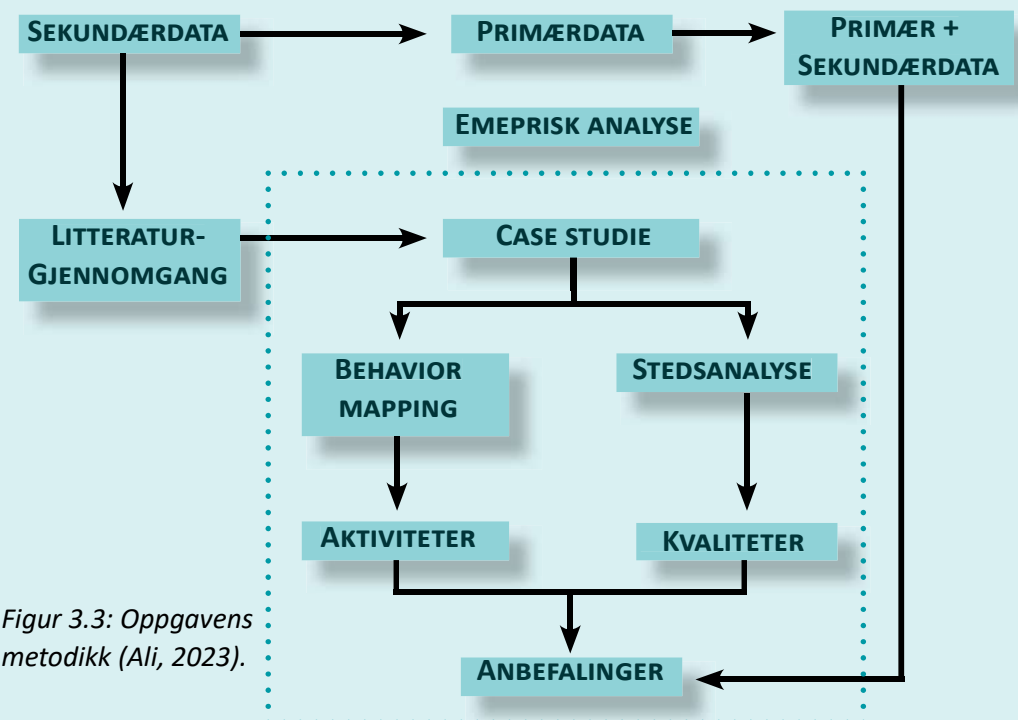 SEKUNDÆRDATA
PRIMÆRDATA
PRIMÆR +
SEKUNDÆRDATA
EMEPRISK ANALYSE
LITTERATUR-
GJENNOMGANG
CASE STUDIE
BEHAVIOR
MAPPING
STEDSANALYSE
AKTIVITETER
KVALITETER
Figur 3.3: Oppgavens
metodikk (Ali, 2023).
ANBEFALINGER